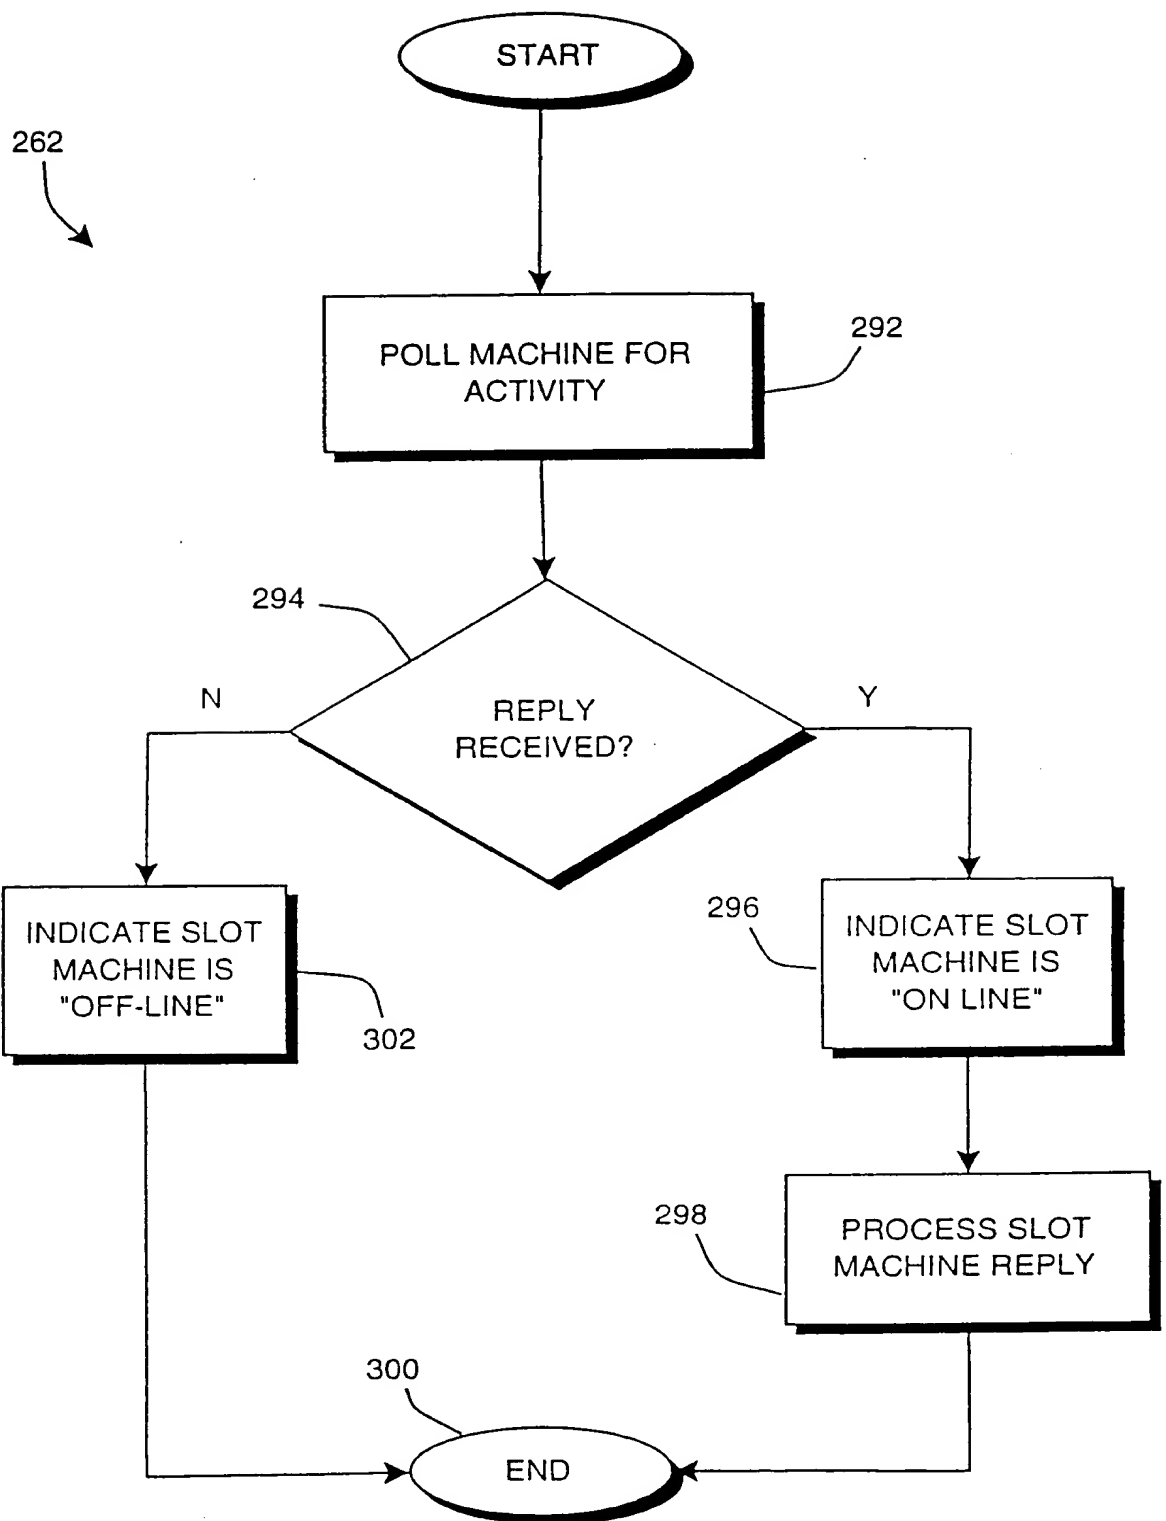 START
262
POLL MACHINE FOR
ACTIVITY
292
294
N
REPLY
RECEIVED?
Y
INDICATE SLOT
MACHINE IS
"OFF-LINE"
302
296
INDICATE SLOT
MACHINE IS
"ON LINE"
298
PROCESS SLOT
MACHINE REPLY
300
END